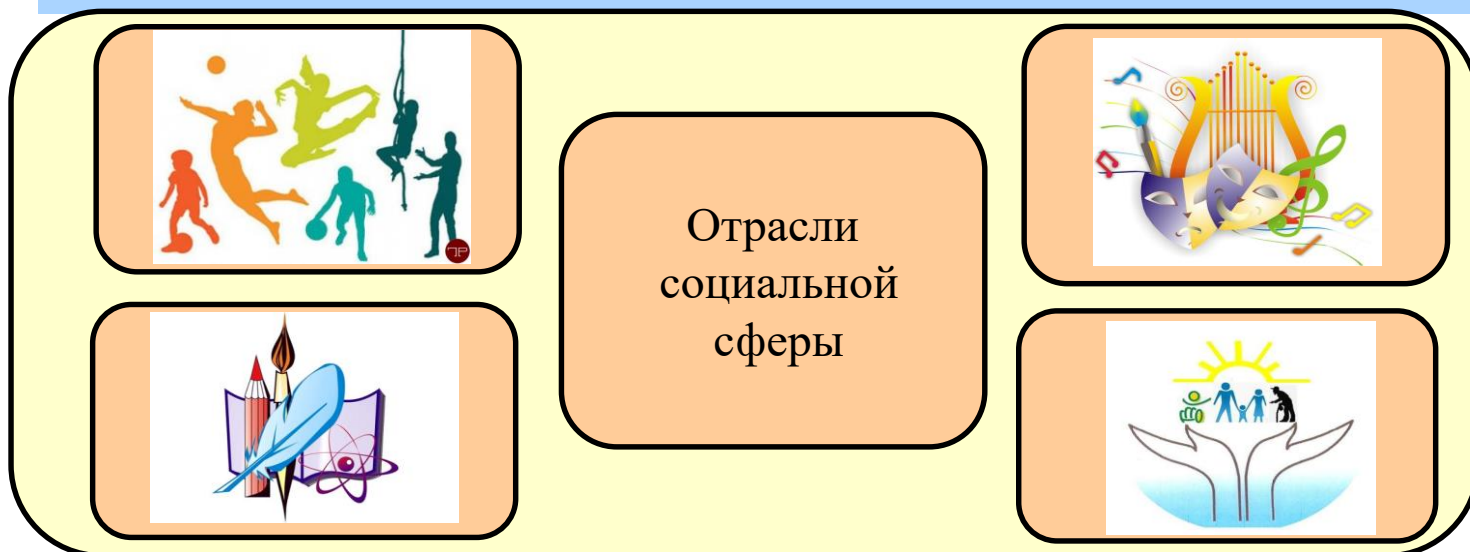 Отрасли
социальной
сферы